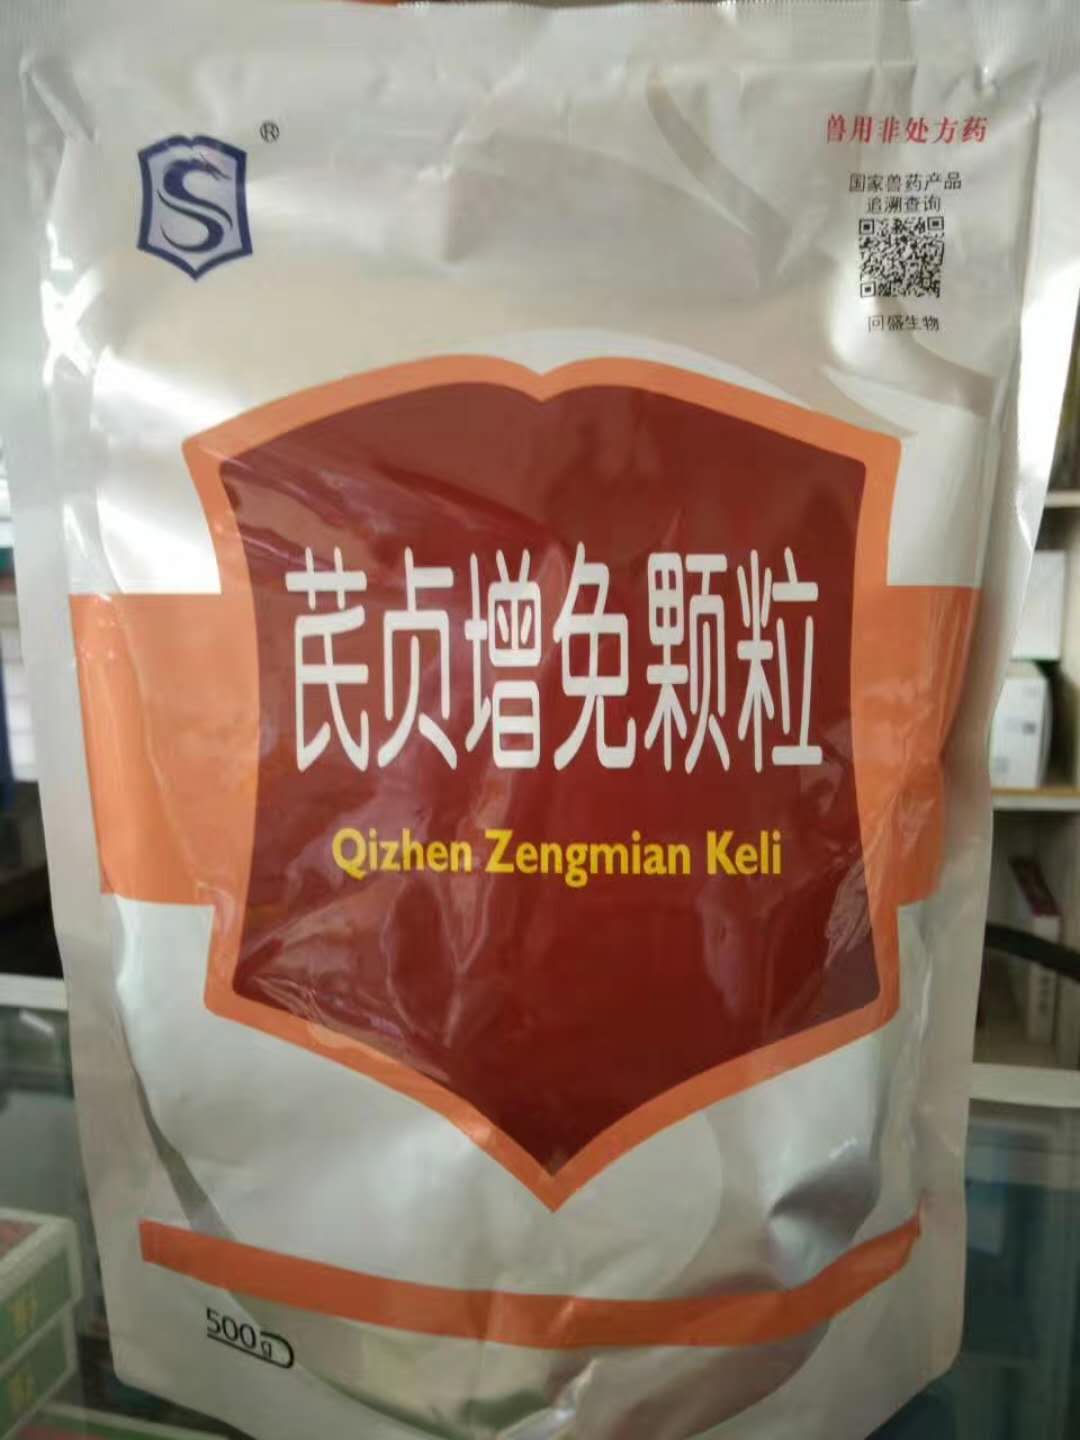 ®
兽用非处方药
国家兽药产品
追溯查询
回盛生物
芪贞增免颗粒
Qizhen Zengmian Keli
500g